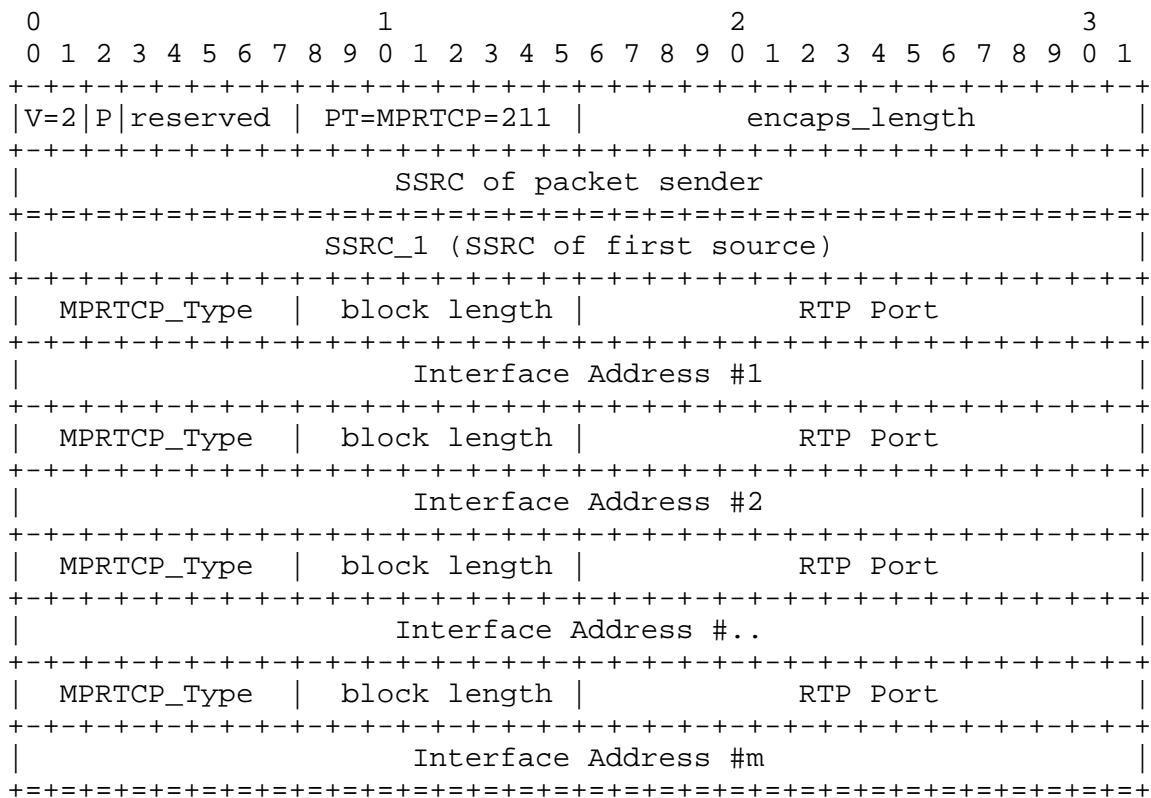 0                   1                   2                   3
 0 1 2 3 4 5 6 7 8 9 0 1 2 3 4 5 6 7 8 9 0 1 2 3 4 5 6 7 8 9 0 1
+-+-+-+-+-+-+-+-+-+-+-+-+-+-+-+-+-+-+-+-+-+-+-+-+-+-+-+-+-+-+-+-+
|V=2|P|reserved | PT=MPRTCP=211 |         encaps_length         |
+-+-+-+-+-+-+-+-+-+-+-+-+-+-+-+-+-+-+-+-+-+-+-+-+-+-+-+-+-+-+-+-+
|                     SSRC of packet sender                     |
+=+=+=+=+=+=+=+=+=+=+=+=+=+=+=+=+=+=+=+=+=+=+=+=+=+=+=+=+=+=+=+=+
|                 SSRC_1 (SSRC of first source)                 |
+-+-+-+-+-+-+-+-+-+-+-+-+-+-+-+-+-+-+-+-+-+-+-+-+-+-+-+-+-+-+-+-+
|  MPRTCP_Type  |  block length |            RTP Port           |
+-+-+-+-+-+-+-+-+-+-+-+-+-+-+-+-+-+-+-+-+-+-+-+-+-+-+-+-+-+-+-+-+
|                      Interface Address #1                     |
+-+-+-+-+-+-+-+-+-+-+-+-+-+-+-+-+-+-+-+-+-+-+-+-+-+-+-+-+-+-+-+-+
|  MPRTCP_Type  |  block length |            RTP Port           |
+-+-+-+-+-+-+-+-+-+-+-+-+-+-+-+-+-+-+-+-+-+-+-+-+-+-+-+-+-+-+-+-+
|                      Interface Address #2                     |
+-+-+-+-+-+-+-+-+-+-+-+-+-+-+-+-+-+-+-+-+-+-+-+-+-+-+-+-+-+-+-+-+
|  MPRTCP_Type  |  block length |            RTP Port           |
+-+-+-+-+-+-+-+-+-+-+-+-+-+-+-+-+-+-+-+-+-+-+-+-+-+-+-+-+-+-+-+-+
|                     Interface Address #..                     |
+-+-+-+-+-+-+-+-+-+-+-+-+-+-+-+-+-+-+-+-+-+-+-+-+-+-+-+-+-+-+-+-+
|  MPRTCP_Type  |  block length |            RTP Port           |
+-+-+-+-+-+-+-+-+-+-+-+-+-+-+-+-+-+-+-+-+-+-+-+-+-+-+-+-+-+-+-+-+
|                      Interface Address #m                     |
+=+=+=+=+=+=+=+=+=+=+=+=+=+=+=+=+=+=+=+=+=+=+=+=+=+=+=+=+=+=+=+=+